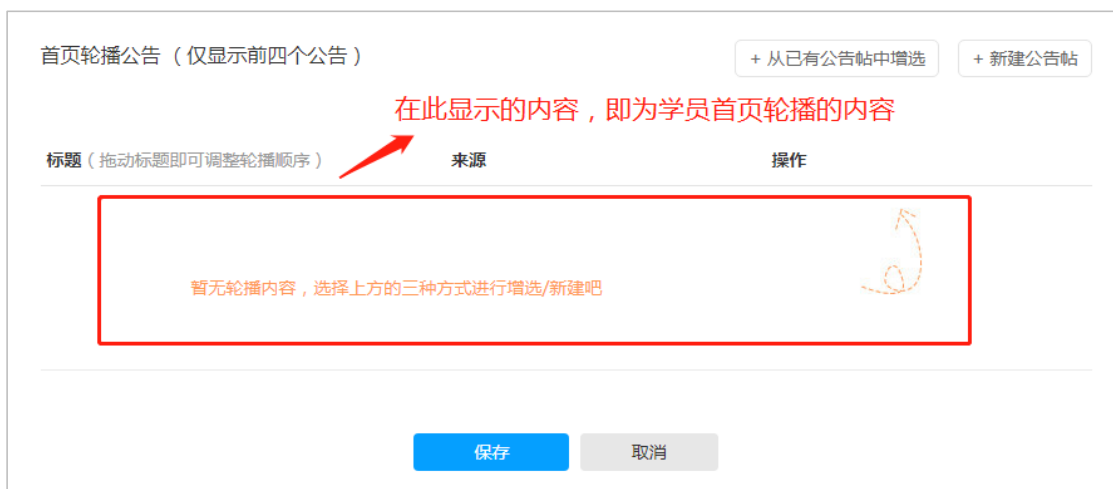 首页轮播公告 （仅显示前四个公告）
+ 从已有公告帖中增选
+ 新建公告帖
在此显示的内容，即为学员首页轮播的内容
标题（拖动标题即可调整轮播顺序）
来源
操作
暂无轮播内容，选择上方的三种方式进行增选/新建吧
保存
取消